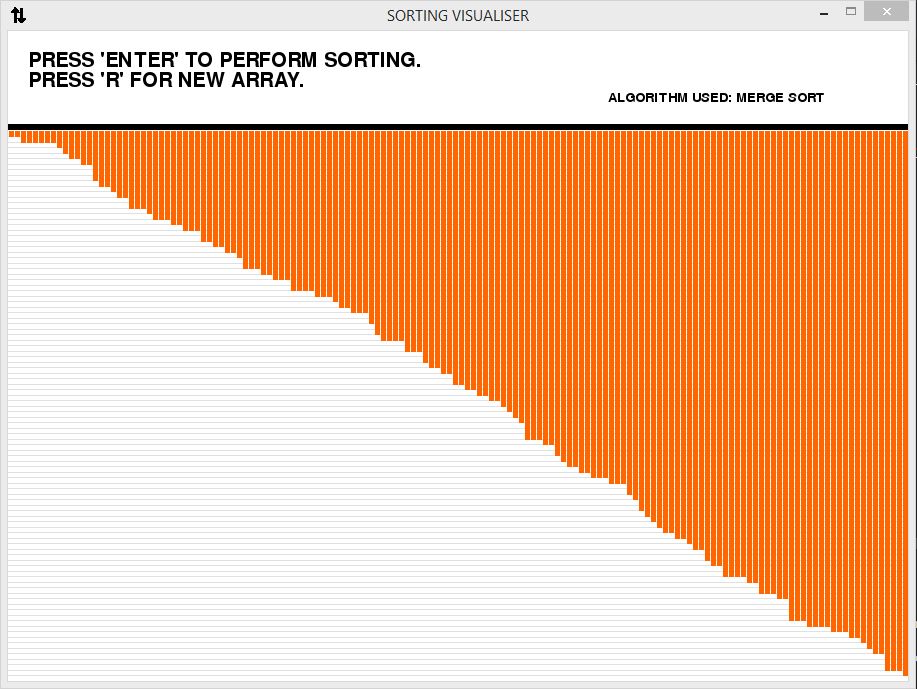 SORTING VISUALISER
PRESS 'ENTER' TO PERFORM SORTING.
PRESS 'R' FOR NEW ARRAY.
ALGORITHM USED: MERGE SORT